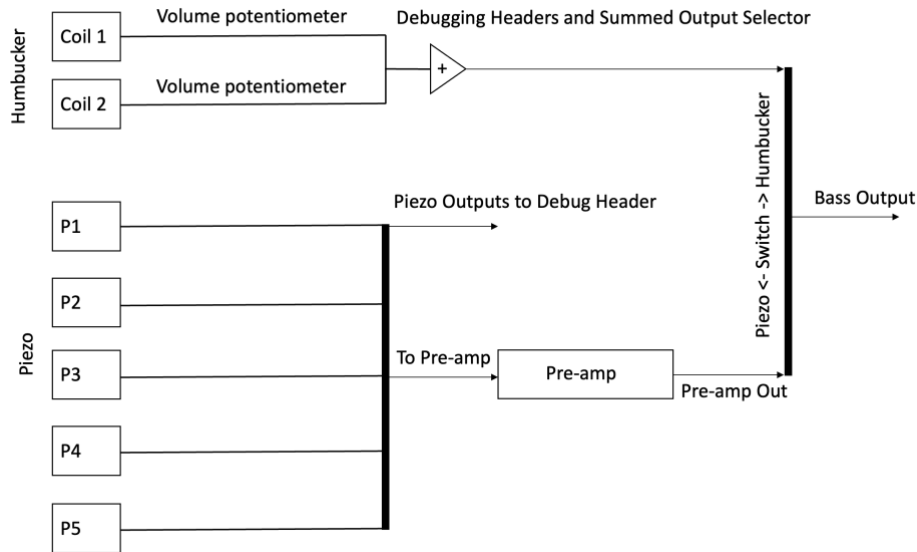 Volume potentiometer
Debugging Headers and Summed Output Selector
Humbucker
Coil 1
+
Volume potentiometer
Coil 2
Piezo <- Switch -> Humbucker
Piezo Outputs to Debug Header
Bass Output
Piezo
P1
P2
To Pre-amp
P3
Pre-amp
Pre-amp Out
P4
P5